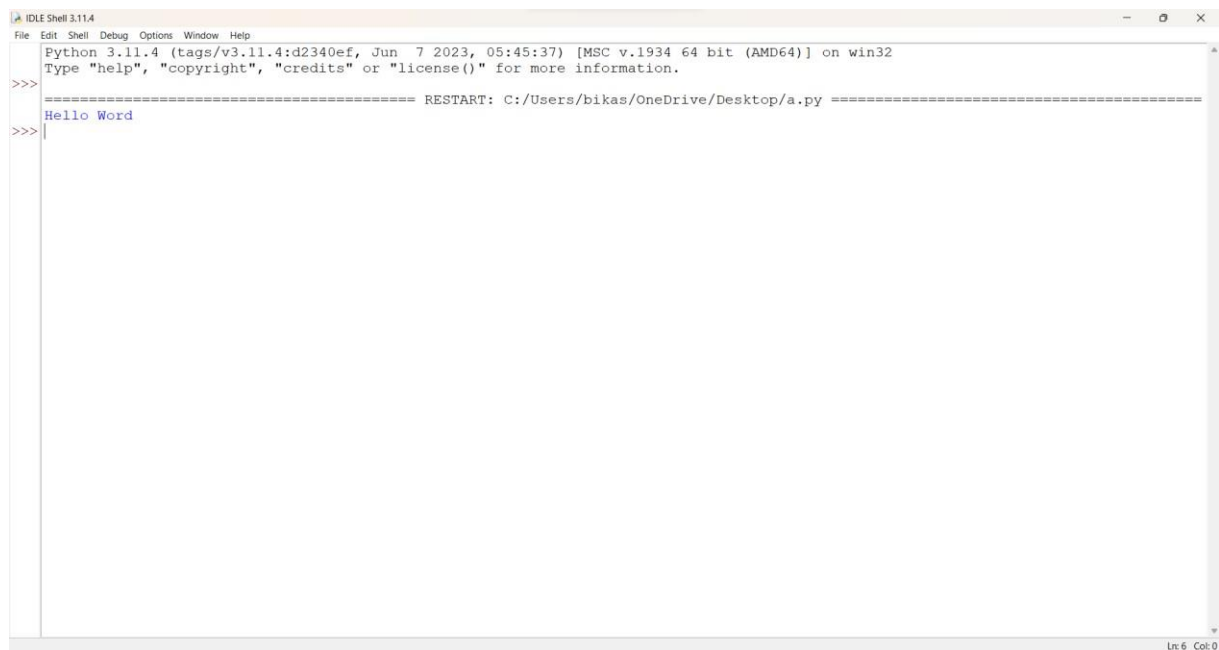 IDLE Shell 3.11.4
File Edit Shell Debug Options Window Help
Python 3.11.4 (tags/v3.11.4:d2340ef, Jun  7 2023, 05:45:37) [MSC v.1934 64 bit (AMD64)] on win32
Type "help", "copyright", "credits" or "license()" for more information.
>>>
========================================== RESTART: C:/Users/bikas/OneDrive/Desktop/a.py ==========================================
Hello Word
>>>
Ln: 6 Col: 0